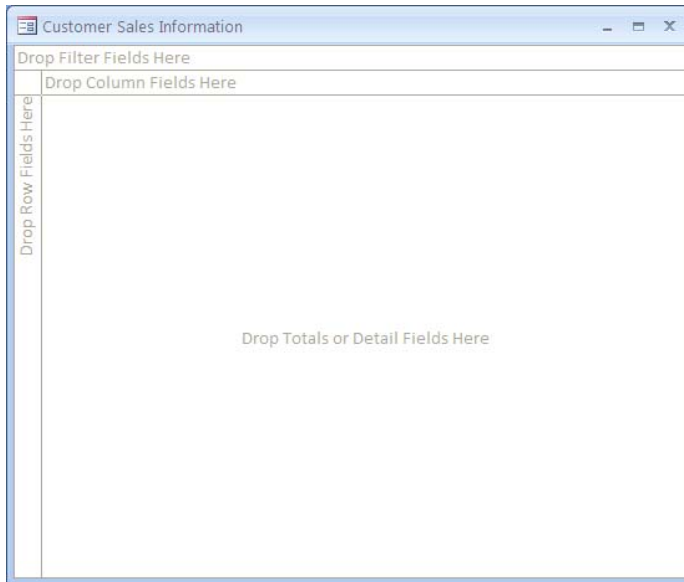 Customer Sales Information
Drop Filter Fields Here
Drop Column Fields Here
Drop Row Fields Here
Drop Totals or Detail Fields Here